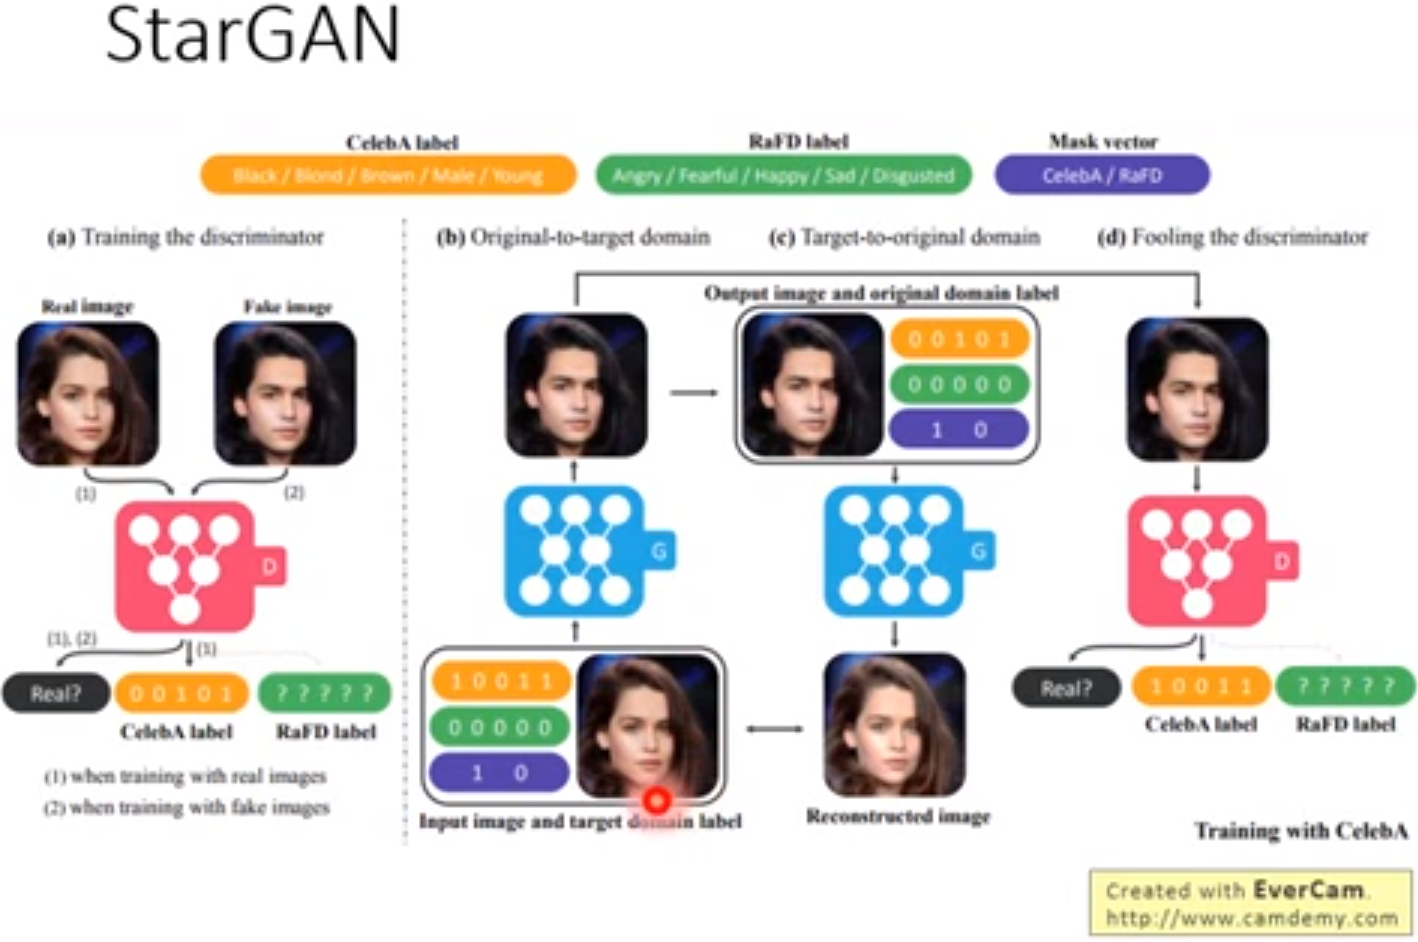 StarGAN
CelebA label
RaFD label
Mask vector
Black / Blond / Brown / Male / Young
Angry / Fearful / Happy / Sad / Disgusted
CelebA / RaFD
(a) Training the discriminator
(b) Original-to-target domain
(c) Target-to-original domain
(d) Fooling the discriminator
Real image
Fake image
(1)
(2)
D
(1), (2)
(1)
Real?
0 0 1 0 1
? ? ? ? ?
CelebA label
RaFD label
(1) when training with real images
(2) when training with fake images
Output image and original domain label
0 0 1 0 1
0 0 0 0 0
1 0
G
G
1 0 0 1 1
0 0 0 0 0
1 0
Input image and target domain label
Reconstructed image
D
Real?
1 0 0 1 1
? ? ? ? ?
CelebA label
RaFD label
Training with CelebA
Created with EverCam.
http://www.camdemy.com